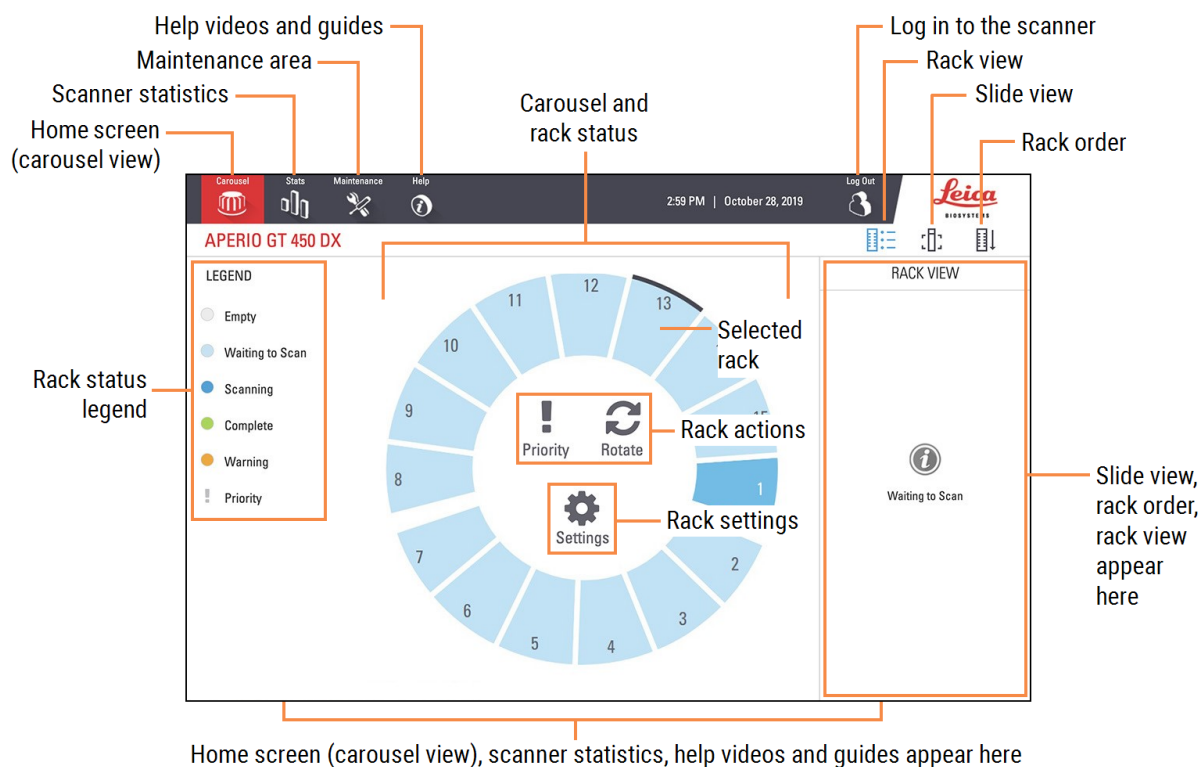 Help videos and guides
Maintenance area
Scanner statistics
Home screen
(carousel view)
Carousel and
rack status
Log in to the scanner
Rack view
Slide view
Rack order
Carousel
Stats
Maintenance
Help
2:59 PM | October 28, 2019
Log Out
Leica
BIOSYSTEMS
APERIO GT 450 DX
LEGEND
Empty
Waiting to Scan
Scanning
Complete
Warning
! Priority
Rack status
legend
11
12
13
10
9
8
7
6
5
4
3
2
1
15
Selected
rack
! Priority
Rotate
Rack actions
Settings
Rack settings
RACK VIEW
Waiting to Scan
Slide view,
rack order,
rack view
appear
here
Home screen (carousel view), scanner statistics, help videos and guides appear here